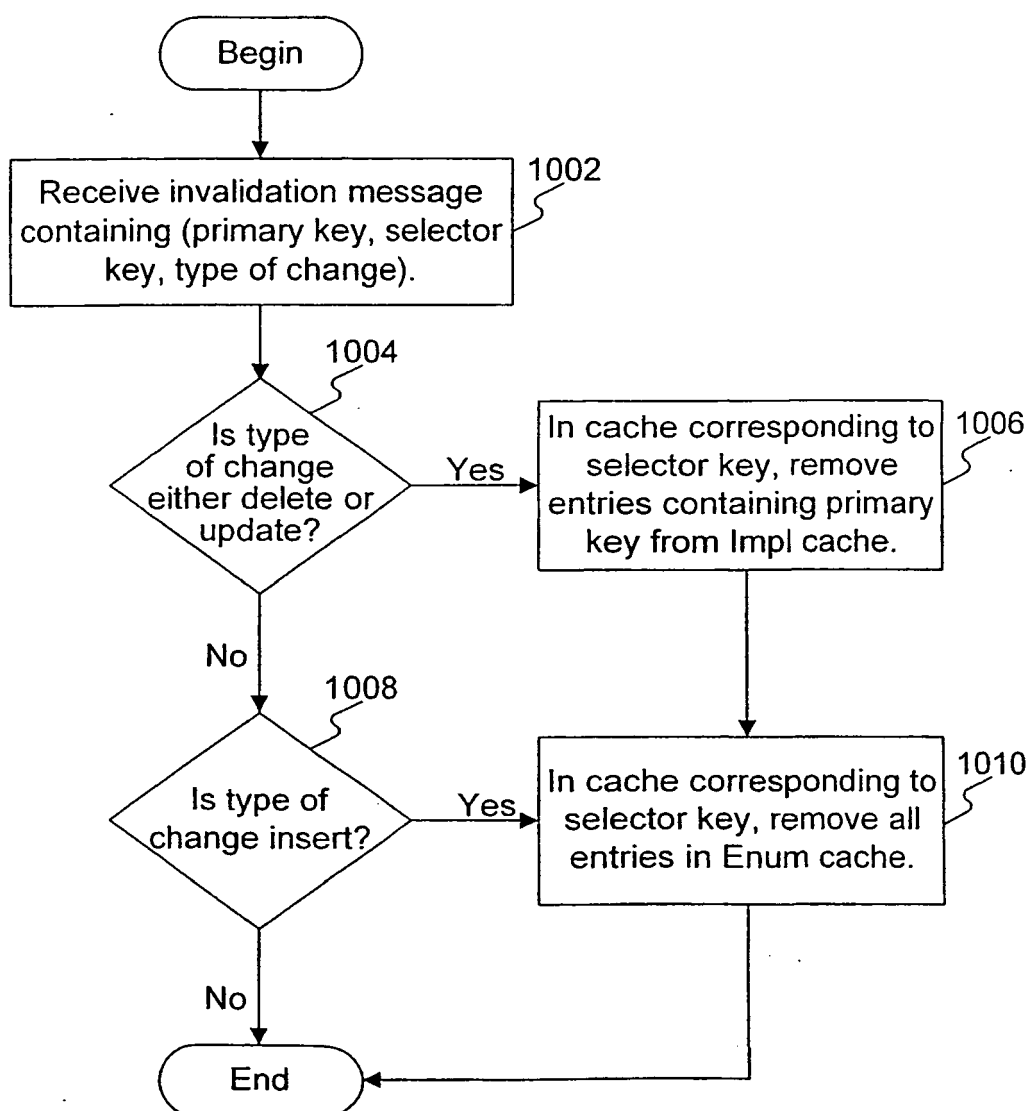 Begin
Receive invalidation message
containing (primary key, selector
key, type of change).
1002
1004
Is type
of change
either delete or
update?
Yes
In cache corresponding to
selector key, remove
entries containing primary
key from Impl cache.
1006
No
1008
Is type of
change insert?
Yes
In cache corresponding to
selector key, remove all
entries in Enum cache.
1010
No
End